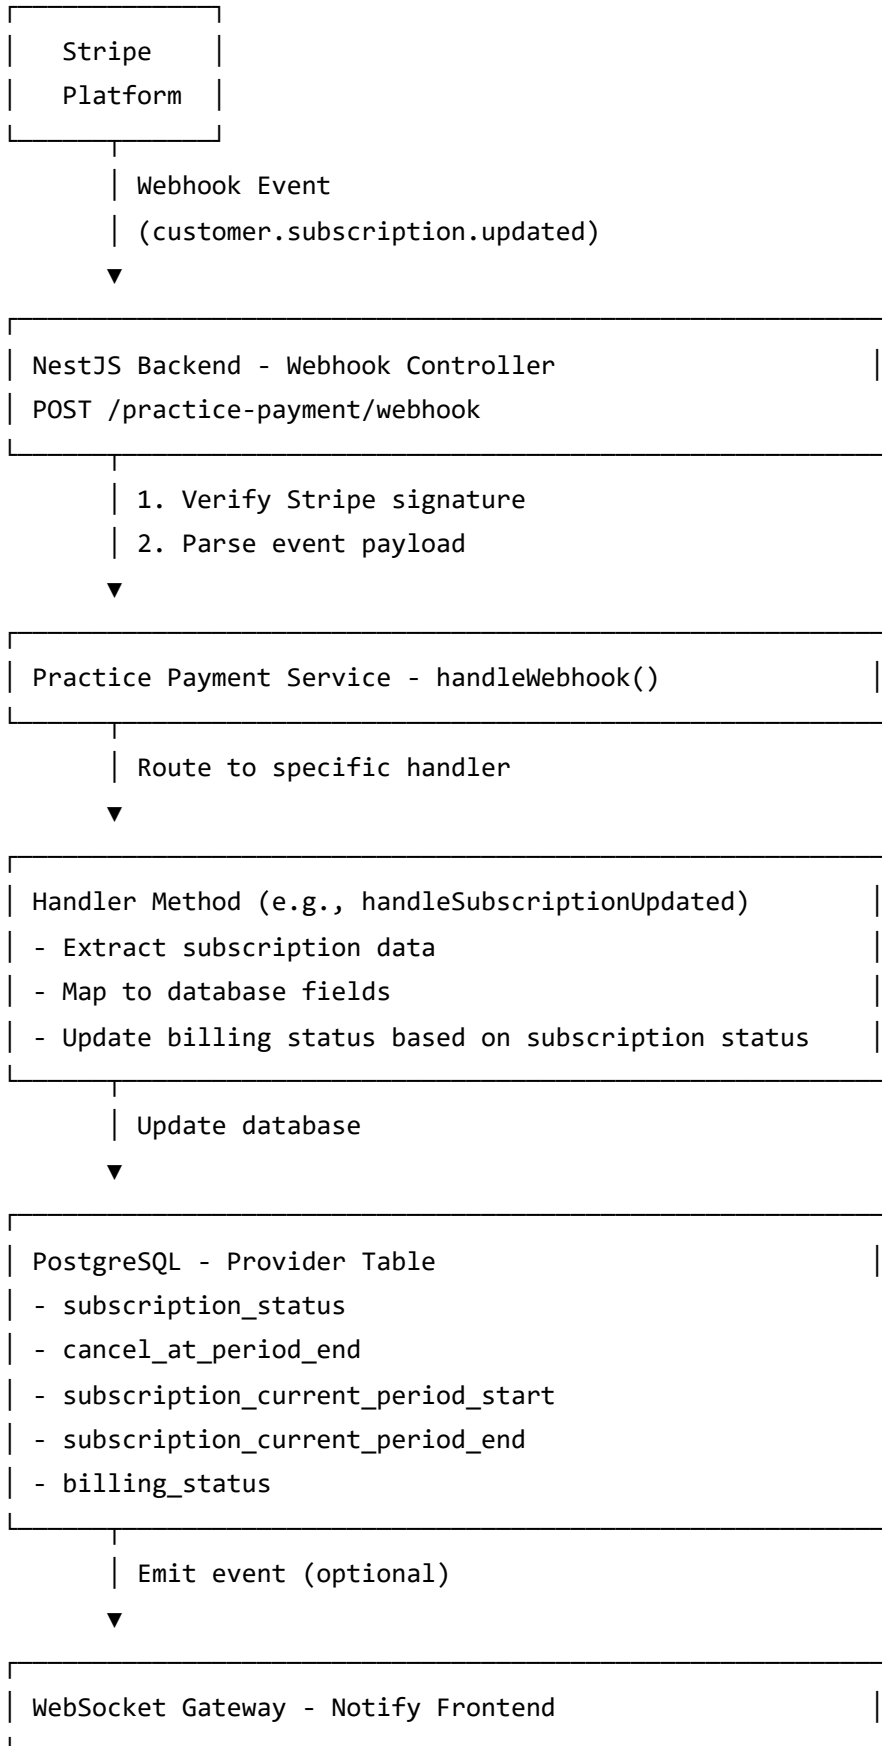 Stripe
Platform
Webhook Event
(customer.subscription.updated)
▼
NestJS Backend - Webhook Controller
POST /practice-payment/webhook
1. Verify Stripe signature
2. Parse event payload
▼
Practice Payment Service - handleWebhook()
Route to specific handler
▼
Handler Method (e.g., handleSubscriptionUpdated)
- Extract subscription data
- Map to database fields
- Update billing status based on subscription status
Update database
▼
PostgreSQL - Provider Table
- subscription_status
- cancel_at_period_end
- subscription_current_period_start
- subscription_current_period_end
- billing_status
Emit event (optional)
▼
WebSocket Gateway - Notify Frontend